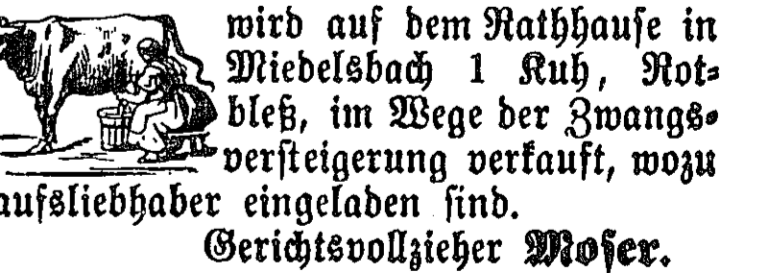 wird auf dem Rathhause in
Miedelsbach 1 Kuh, Rot-
bleß, im Wege der Zwangs-
versteigerung verkauft, wozu
aufsliebhaber eingeladen sind.
Gerichtsvollzieher Moser.